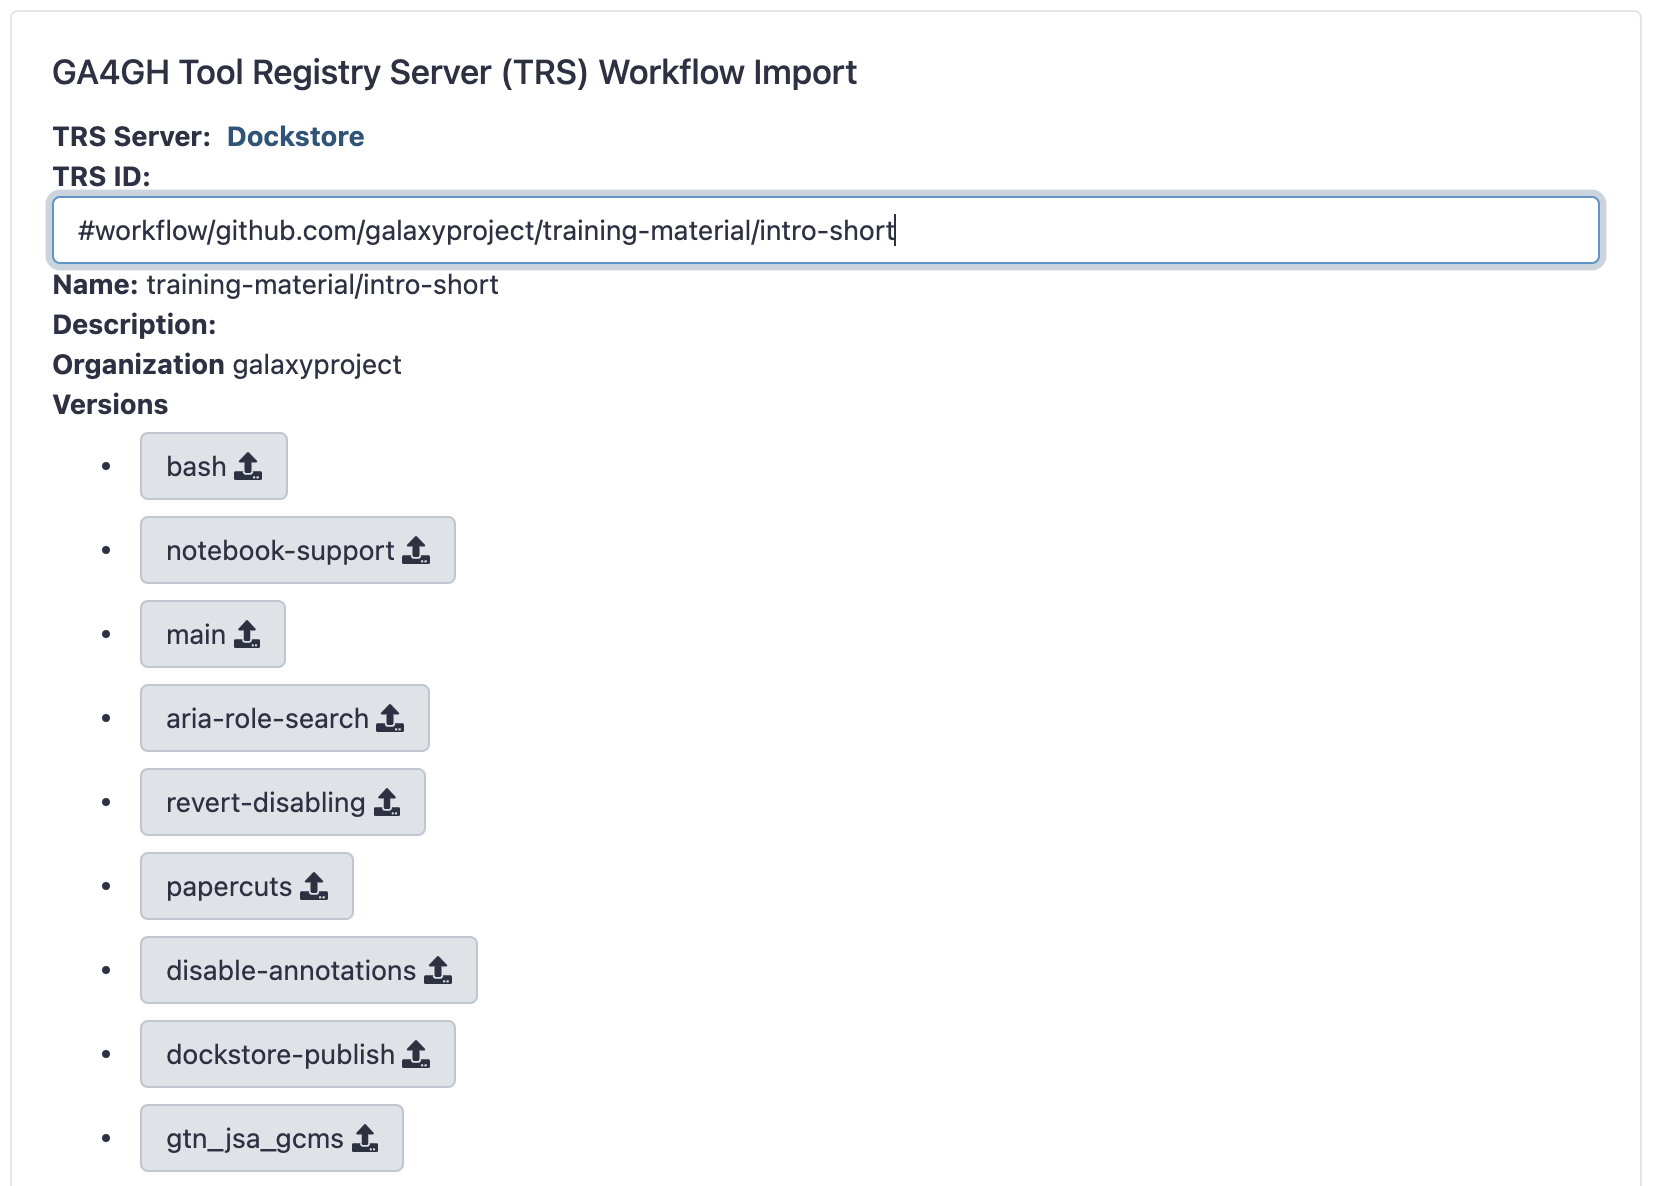 GA4GH Tool Registry Server (TRS) Workflow Import
TRS Server: Dockstore
TRS ID:
#workflow/github.com/galaxyproject/training-material/intro-short
Name: training-material/intro-short
Description:
Organization galaxyproject
Versions
bash
notebook-support
main
aria-role-search
revert-disabling
papercuts
disable-annotations
dockstore-publish
gtn_jsa_gcms